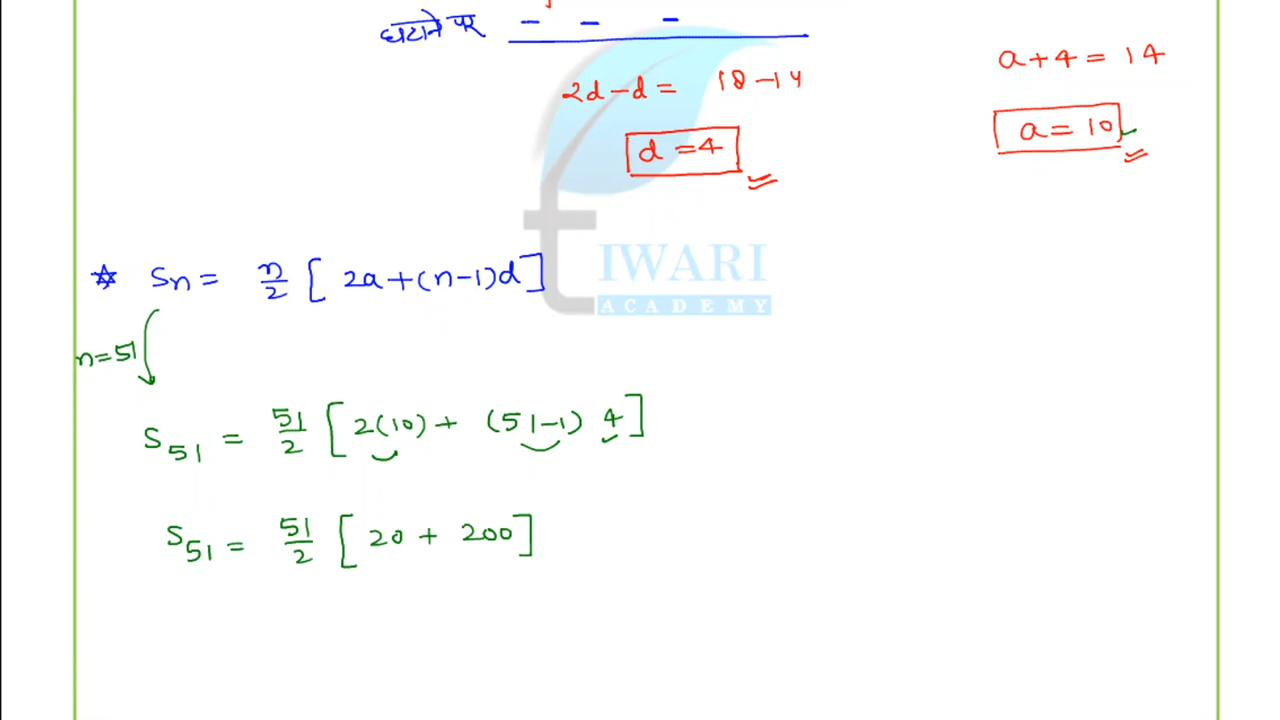 घटाने पर - - -
2d-d= 18-14
a+4= 14
d =4
a= 10
IWARI
ACADEMY
☆ Sn= n/2 [ 2a+(n-1)d]
n=51
S51 = 51/2 [2(10)+ (51-1) 4]
S51 = 51/2 [20 + 200]